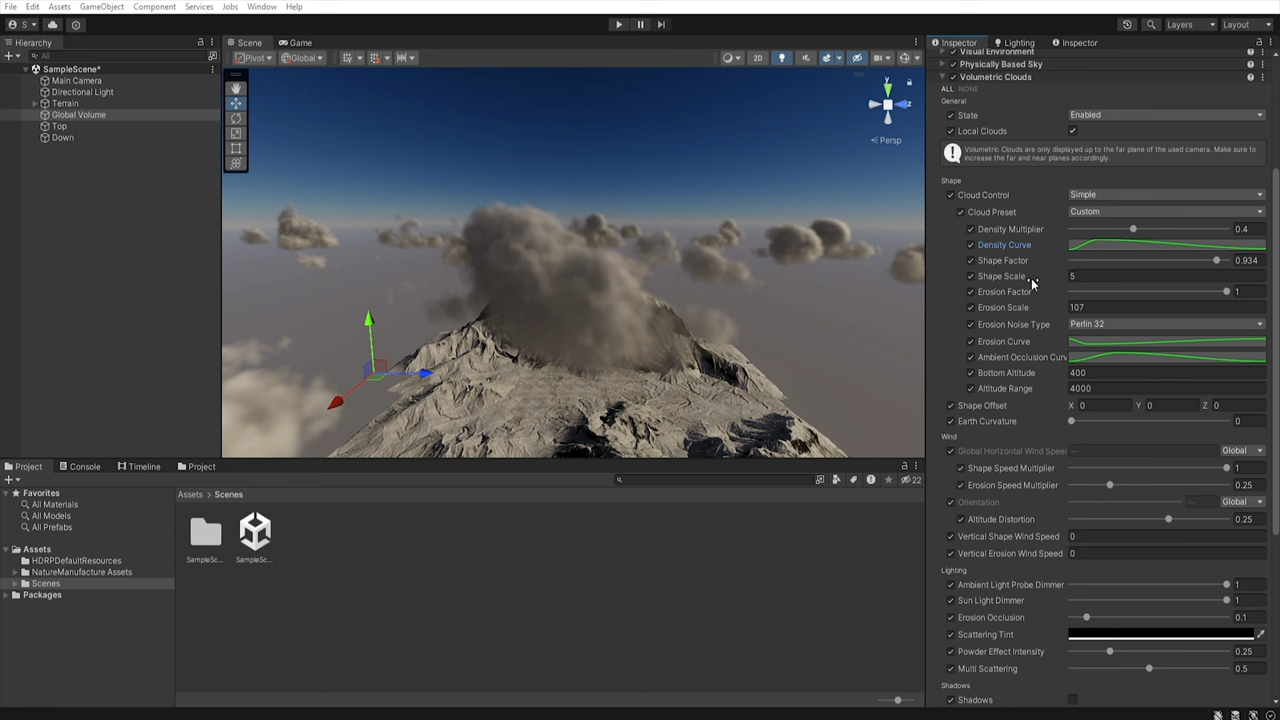 File Edit Assets GameObject Component Services Jobs Window Help
S Layers Layout
Hierarchy
All
SampleScene*
Main Camera
Directional Light
Terrain
Global Volume
Top
Down
Scene Game
Pivot Global 2D
y
z
Persp
Project Console Timeline Project
22
Favorites
All Materials
All Models
All Prefabs
Assets
HDRPDefaultResources
NatureManufacture Assets
Scenes
Packages
Assets > Scenes
SampleSc... SampleSc...
Inspector Lighting Inspector
Visual Environment
Physically Based Sky
Volumetric Clouds
ALL NONE
General
State Enabled
Local Clouds
Volumetric Clouds are only displayed up to the far plane of the used camera. Make sure to
increase the far and near planes accordingly.
Shape
Cloud Control Simple
Cloud Preset Custom
Density Multiplier 0.4
Density Curve
Shape Factor 0.934
Shape Scale 5
Erosion Factor 1
Erosion Scale 107
Erosion Noise Type Perlin 32
Erosion Curve
Ambient Occlusion Curv
Bottom Altitude 400
Altitude Range 4000
Shape Offset X 0 Y 0 Z 0
Earth Curvature 0
Wind
Global Horizontal Wind Speed Global
Shape Speed Multiplier 1
Erosion Speed Multiplier 0.25
Orientation Global
Altitude Distortion 0.25
Vertical Shape Wind Speed 0
Vertical Erosion Wind Speed 0
Lighting
Ambient Light Probe Dimmer 1
Sun Light Dimmer 1
Erosion Occlusion 0.1
Scattering Tint
Powder Effect Intensity 0.25
Multi Scattering 0.5
Shadows
Shadows